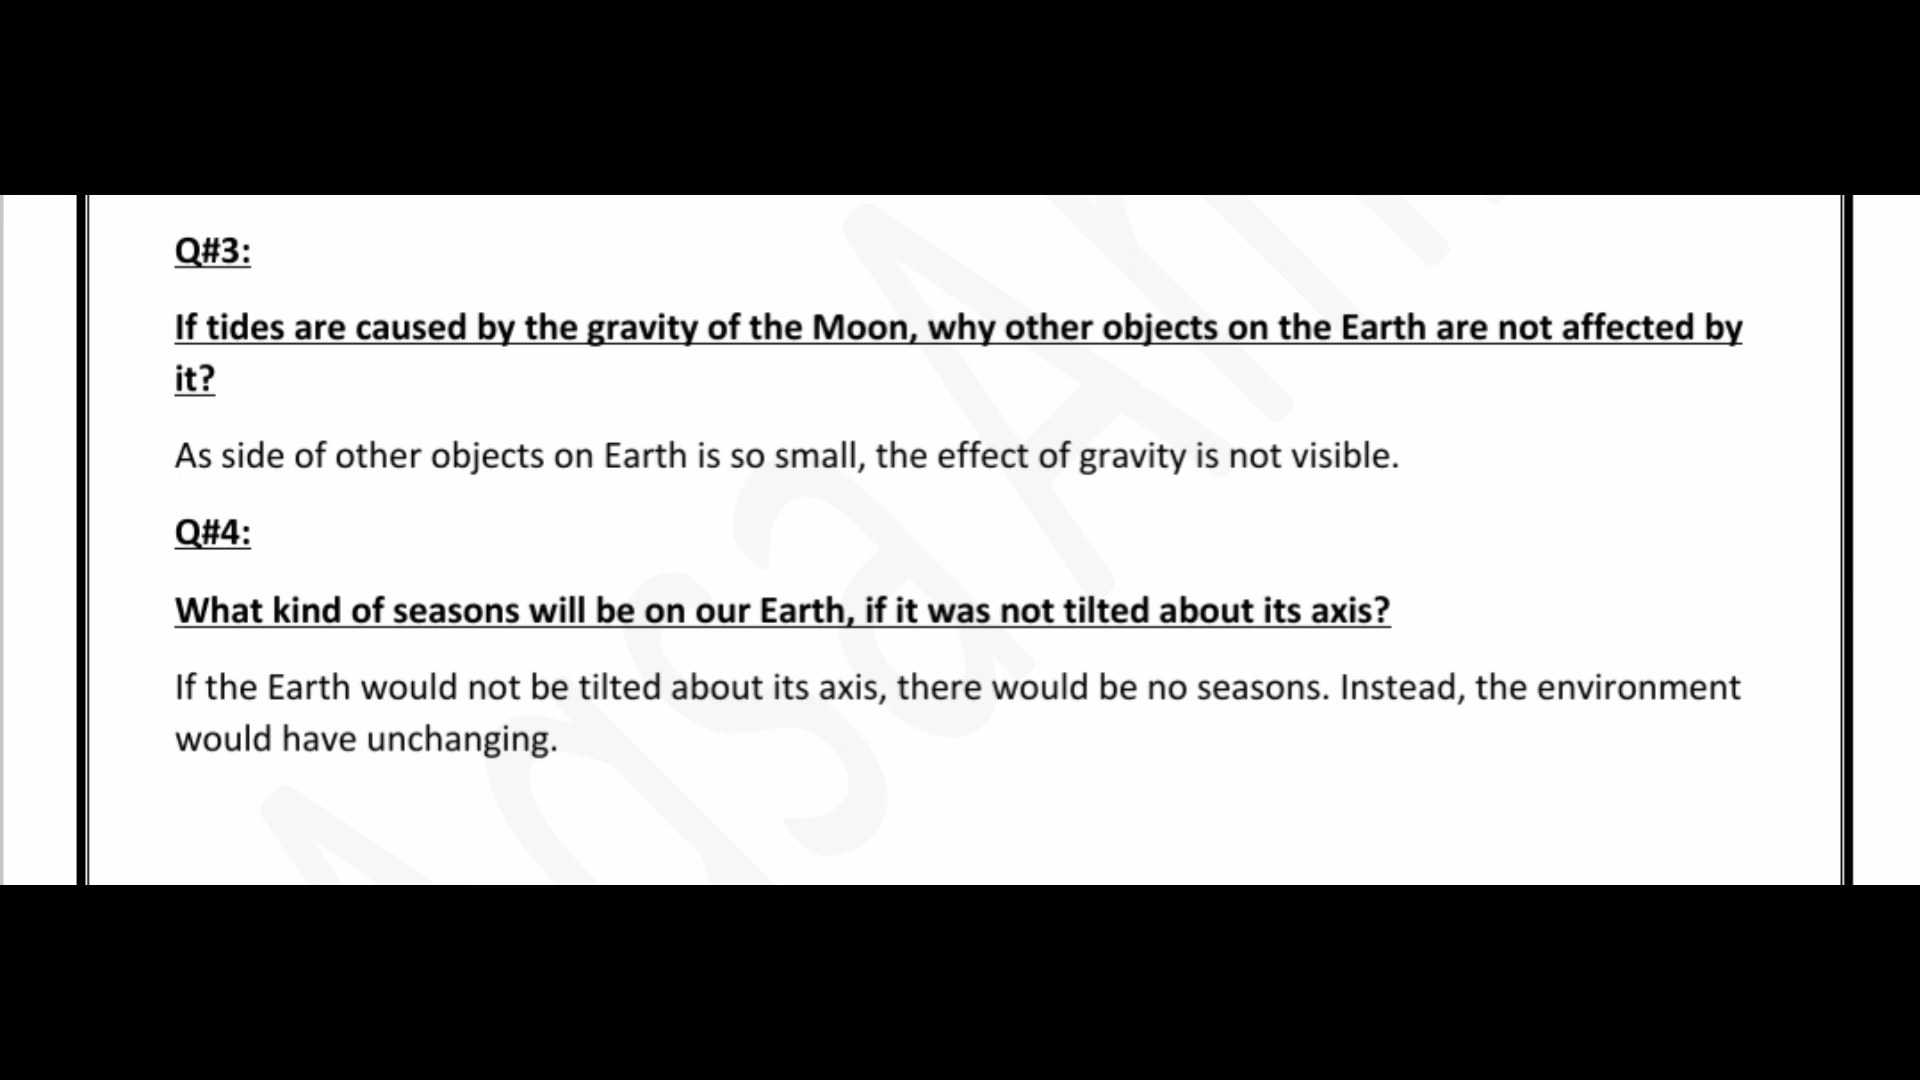 Q#3:
If tides are caused by the gravity of the Moon, why other objects on the Earth are not affected by
it?
As side of other objects on Earth is so small, the effect of gravity is not visible.
Q#4:
What kind of seasons will be on our Earth, if it was not tilted about its axis?
If the Earth would not be tilted about its axis, there would be no seasons. Instead, the environment
would have unchanging.